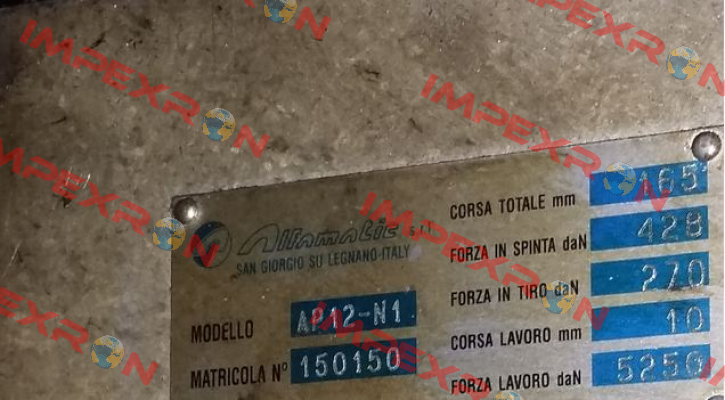 Alfamatic s.r.l.
SAN GIORGIO SU LEGNANO-ITALY
MODELLO AP12-N1
MATRICOLA N° 150150
CORSA TOTALE mm 165
FORZA IN SPINTA daN 428
FORZA IN TIRO daN 270
CORSA LAVORO mm 10
FORZA LAVORO daN 5250
IMPEXRON
IMPEXRON
IMPEXRON
IMPEXRON
IMPEXRON
IMPEXRON